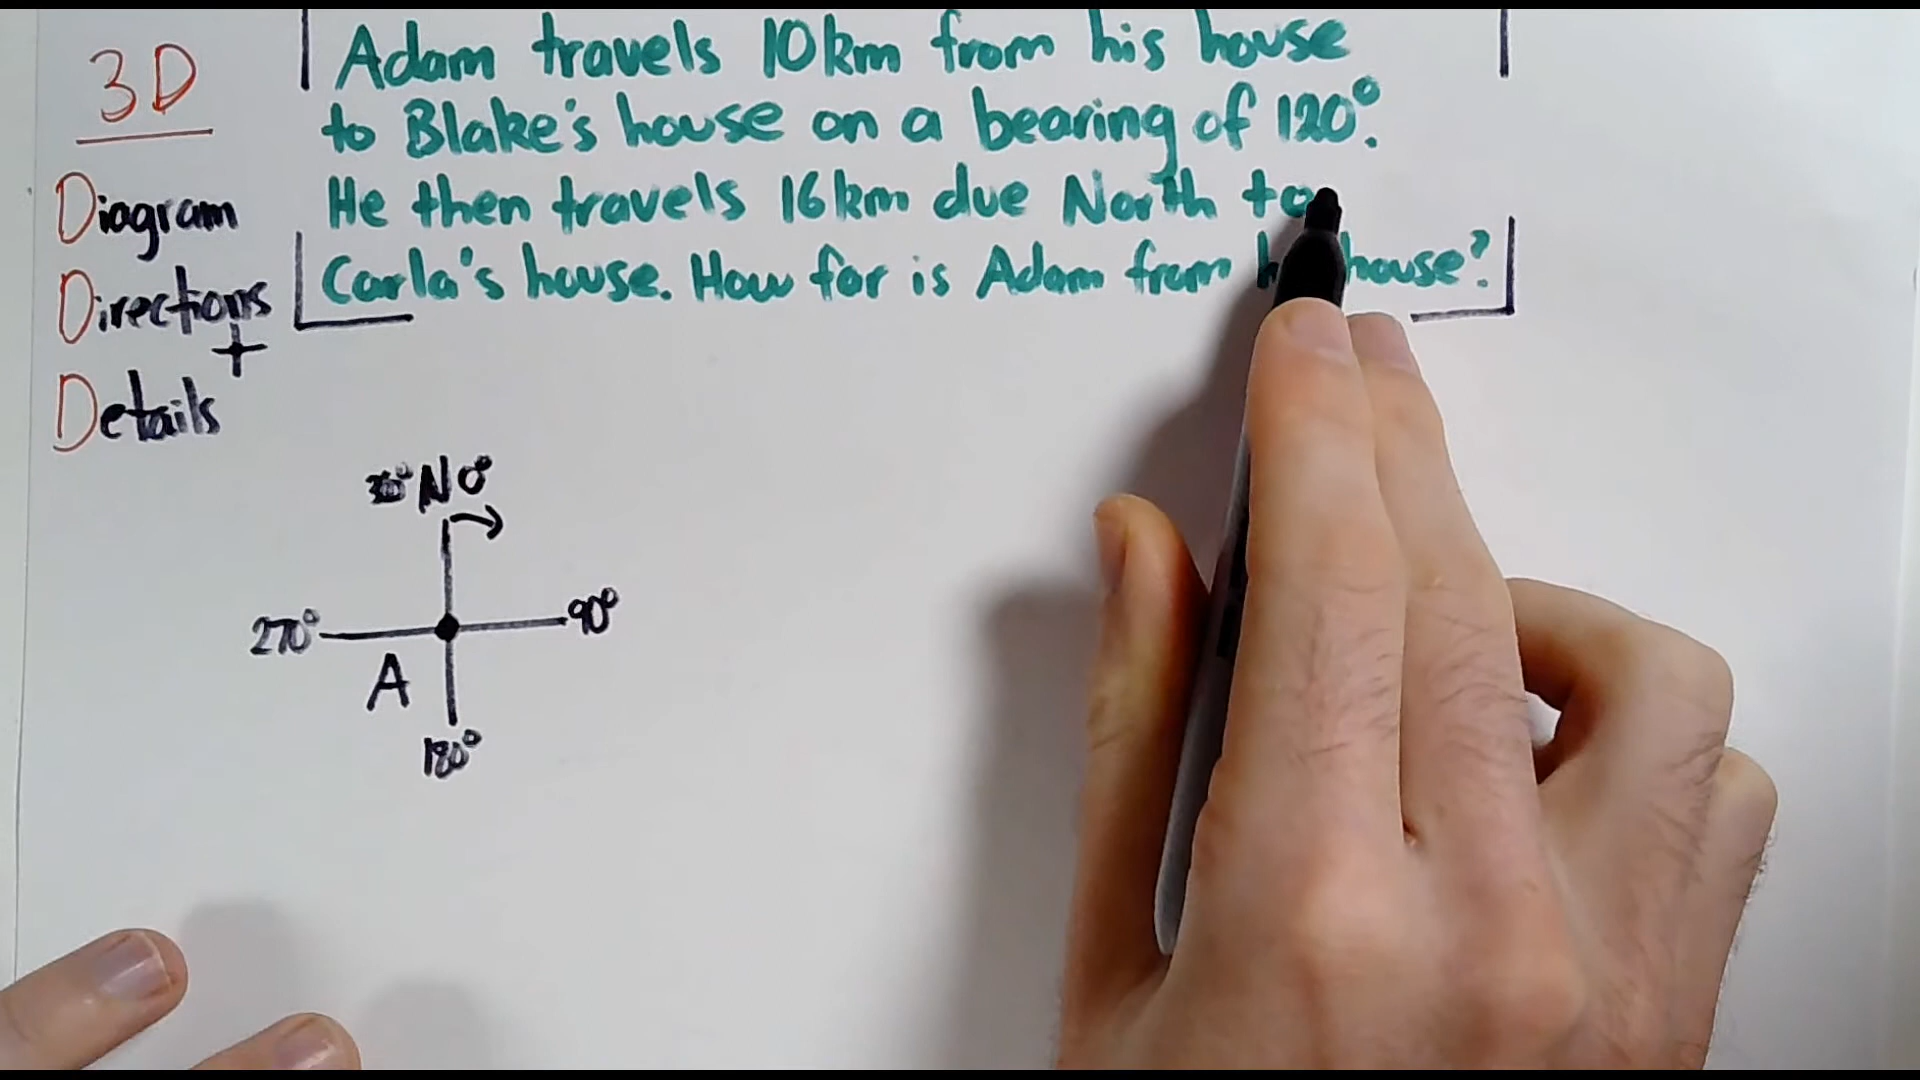 3D
Diagram
Directions
+
Details
Adam travels 10km from his house
to Blake's house on a bearing of 120°.
He then travels 16km due North to
Carla's house. How far is Adam from house?
N 0°
90°
270°
A
180°